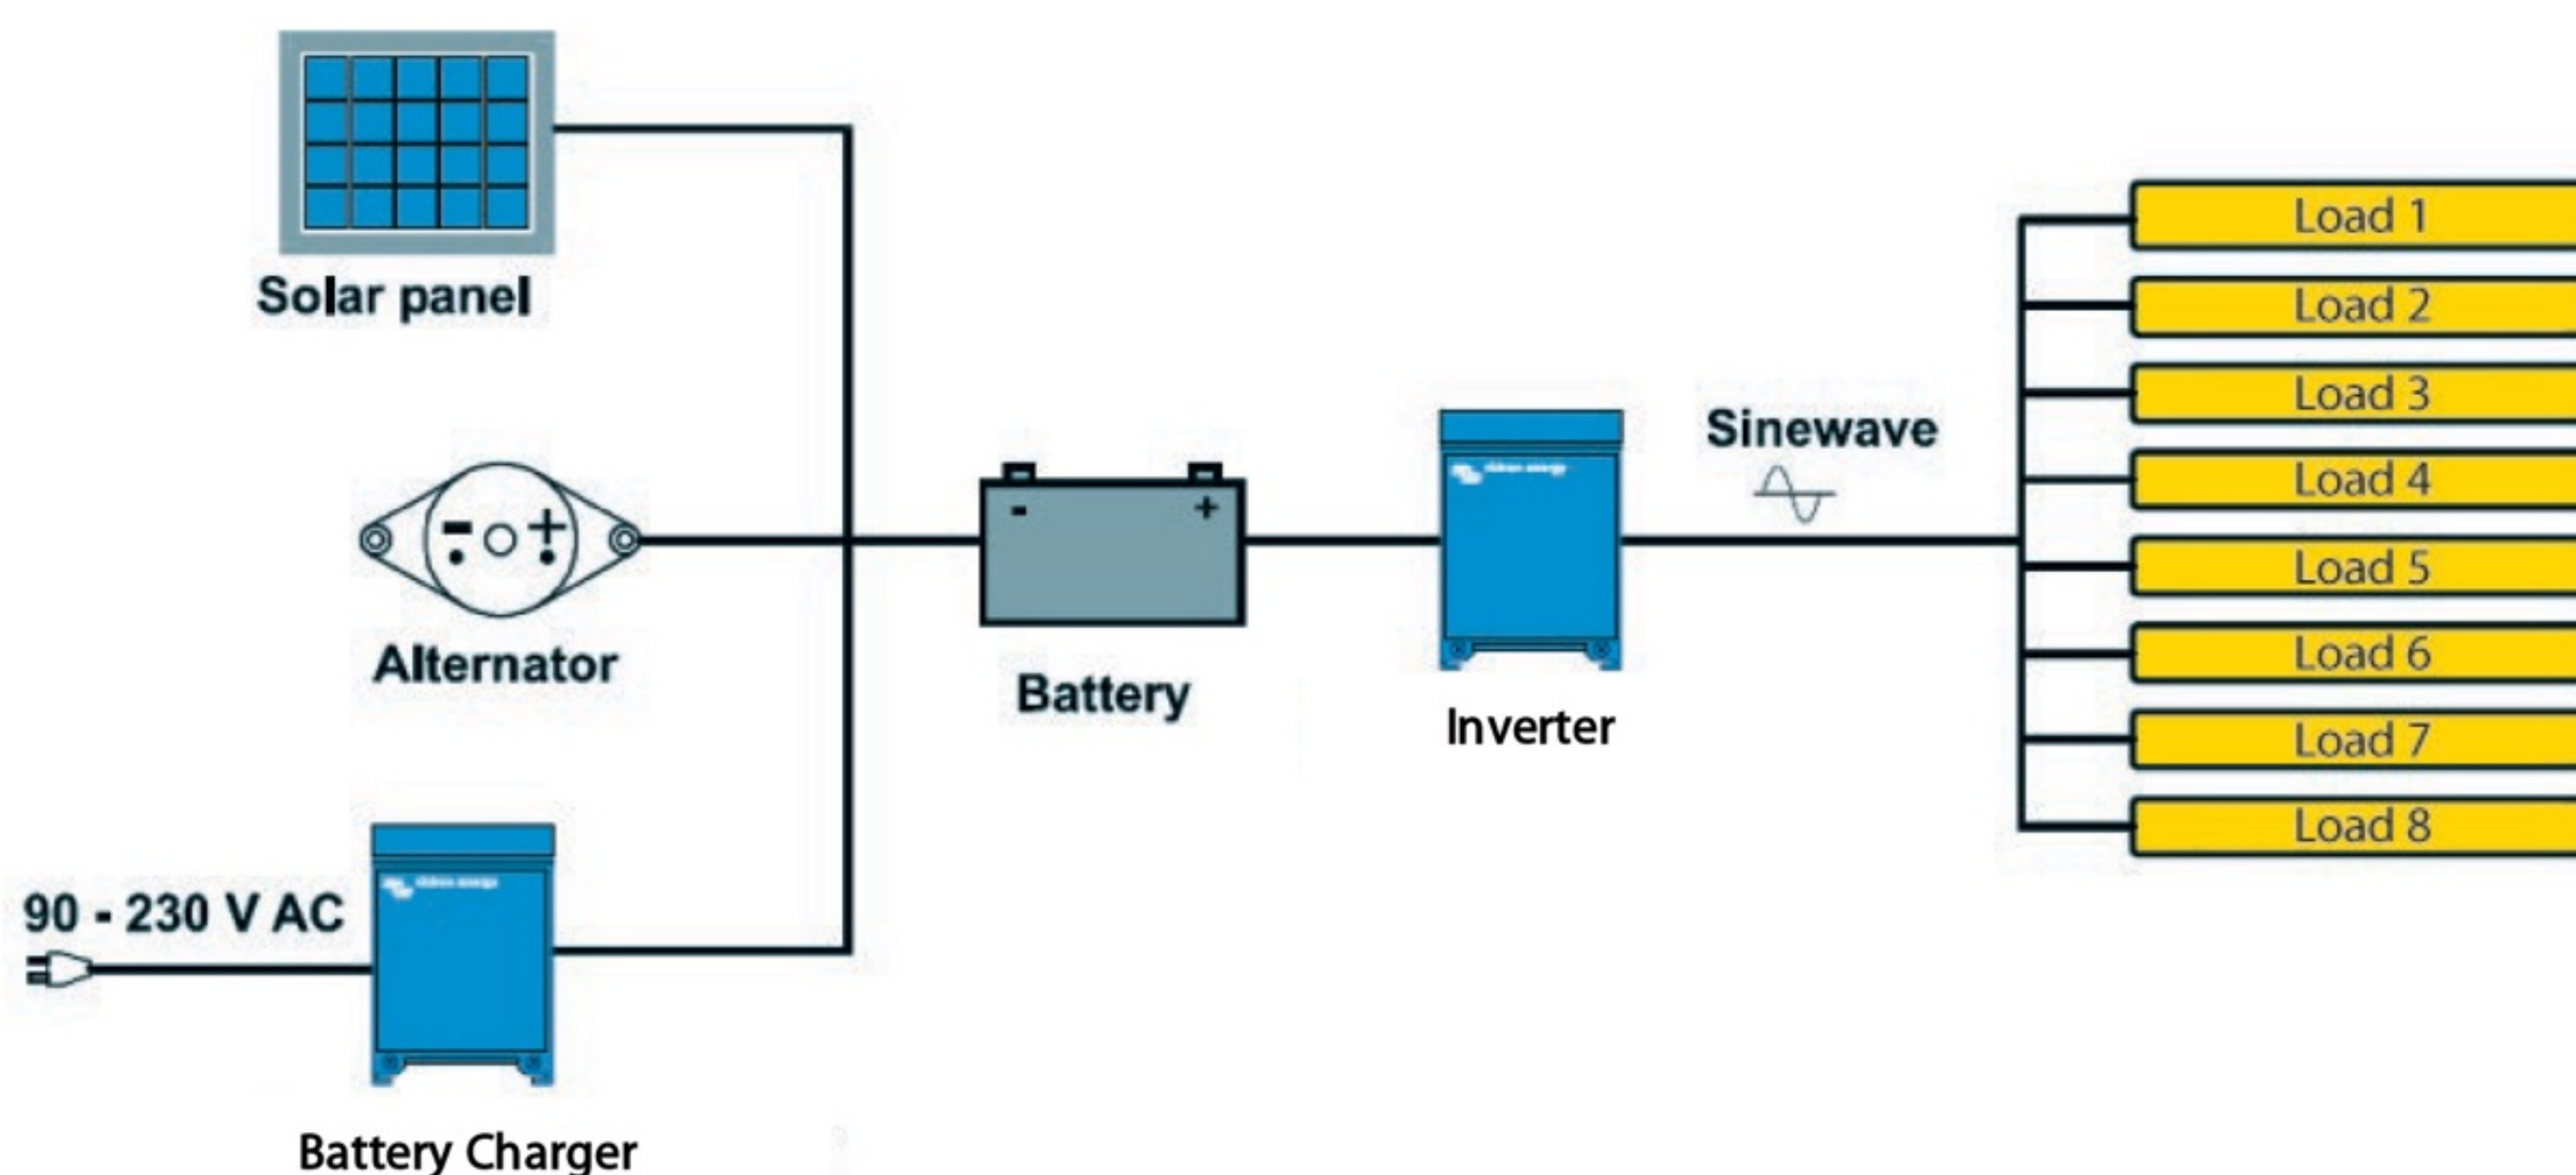 Solar panel
Alternator
- +
90 - 230 V AC
Battery Charger
- +
Battery
Inverter
Sinewave
Load 1
Load 2
Load 3
Load 4
Load 5
Load 6
Load 7
Load 8